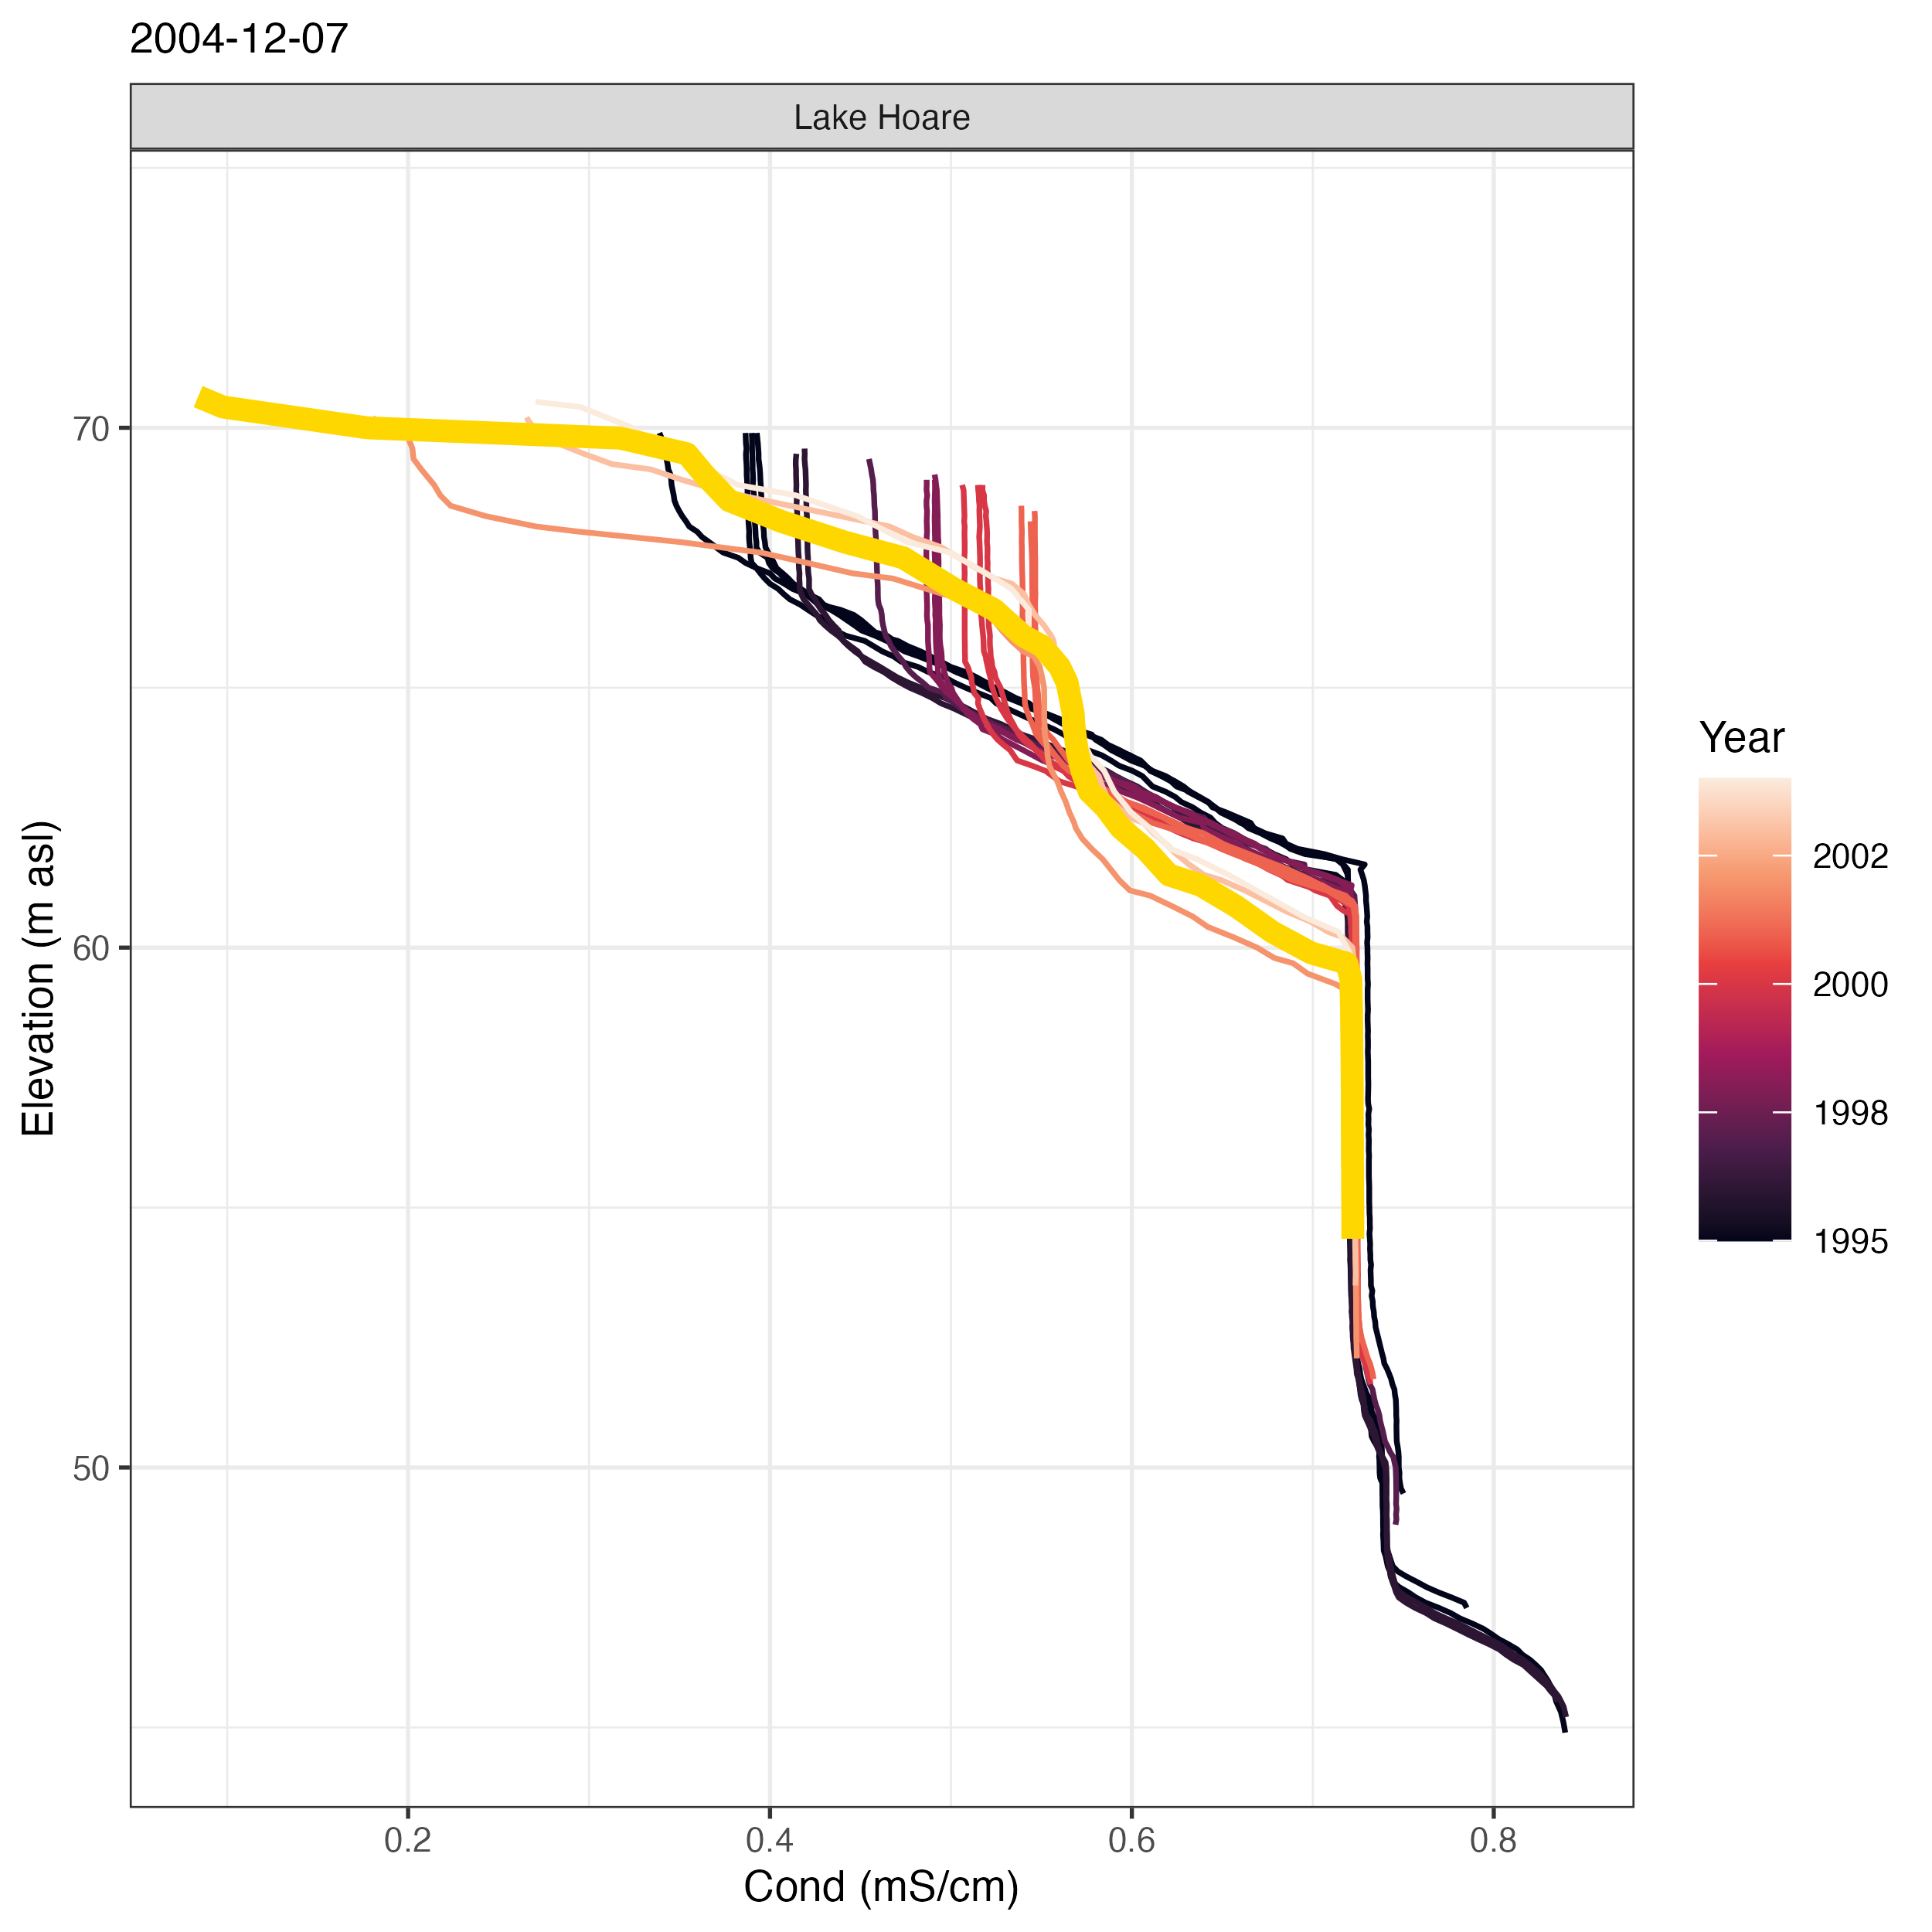 2004-12-07
Lake Hoare
70
60
50
Elevation (m asl)
0.2 0.4 0.6 0.8
Cond (mS/cm)
Year
2002
2000
1998
1995